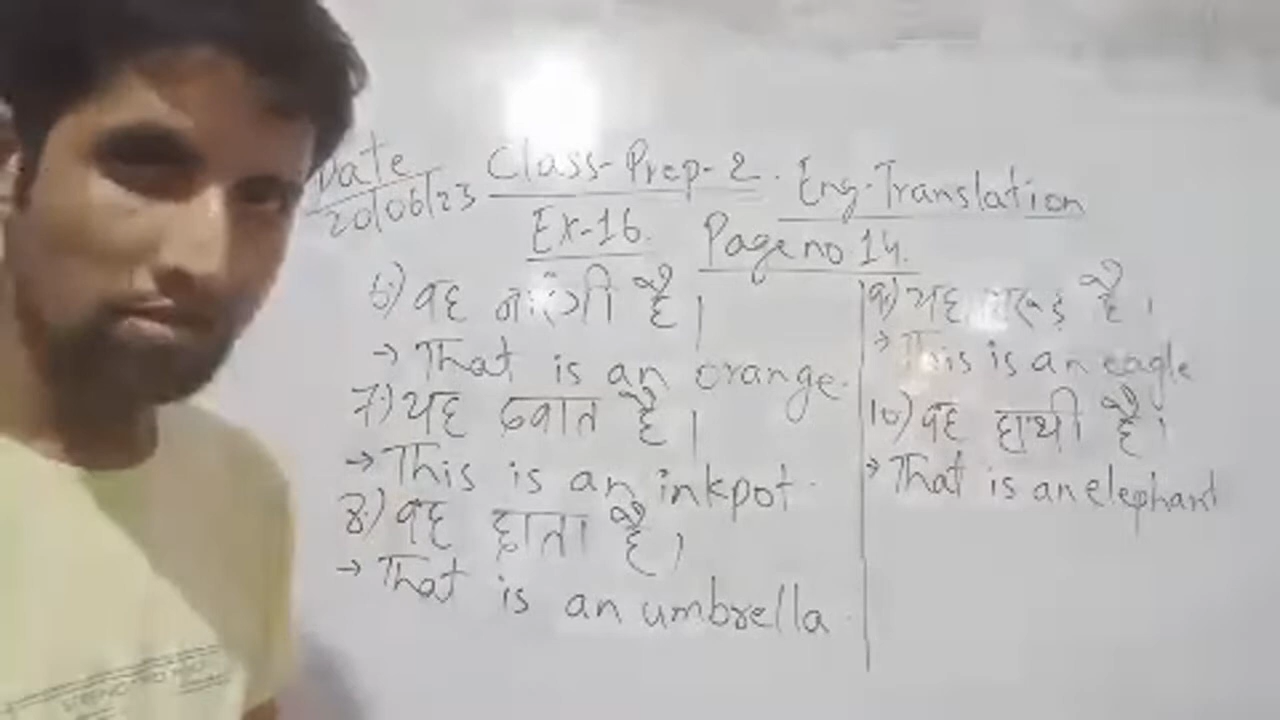 Date
20/06/23
Class-Prep-2. Eng-Translation
Ex-16. Page no 14.
6) वह नारंगी है।
→ That is an orange.
7) यह दवात है।
→ This is an inkpot.
8) वह छाता है।
→ That is an umbrella.
9) यह गरुड़ है।
→ This is an eagle
10) वह हाथी है।
→ That is an elephant